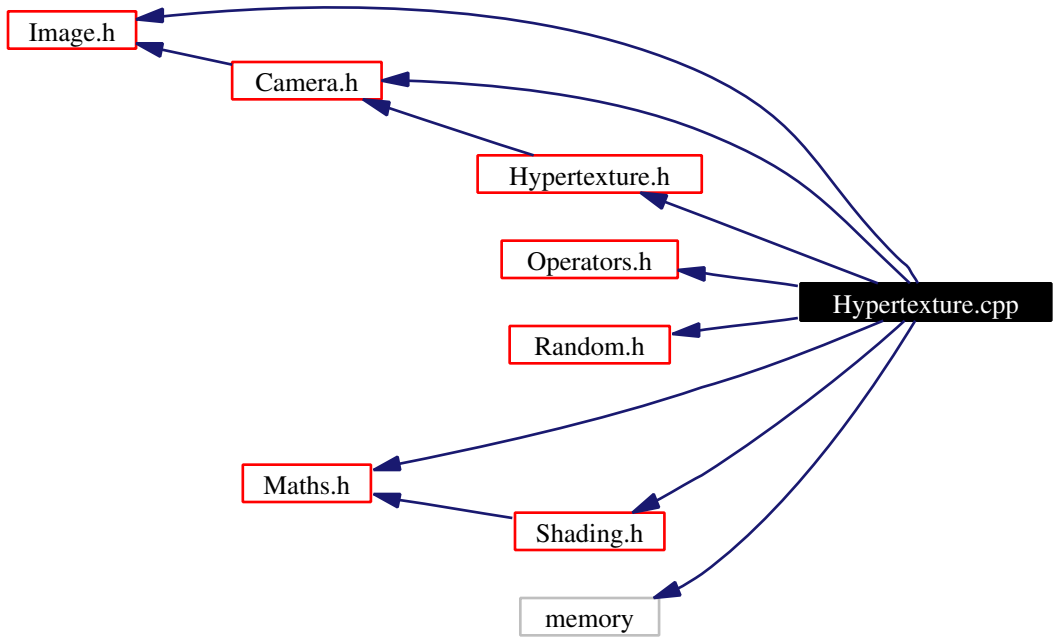 Image.h
Camera.h
Hypertexture.h
Operators.h
Hypertexture.cpp
Random.h
Maths.h
Shading.h
memory